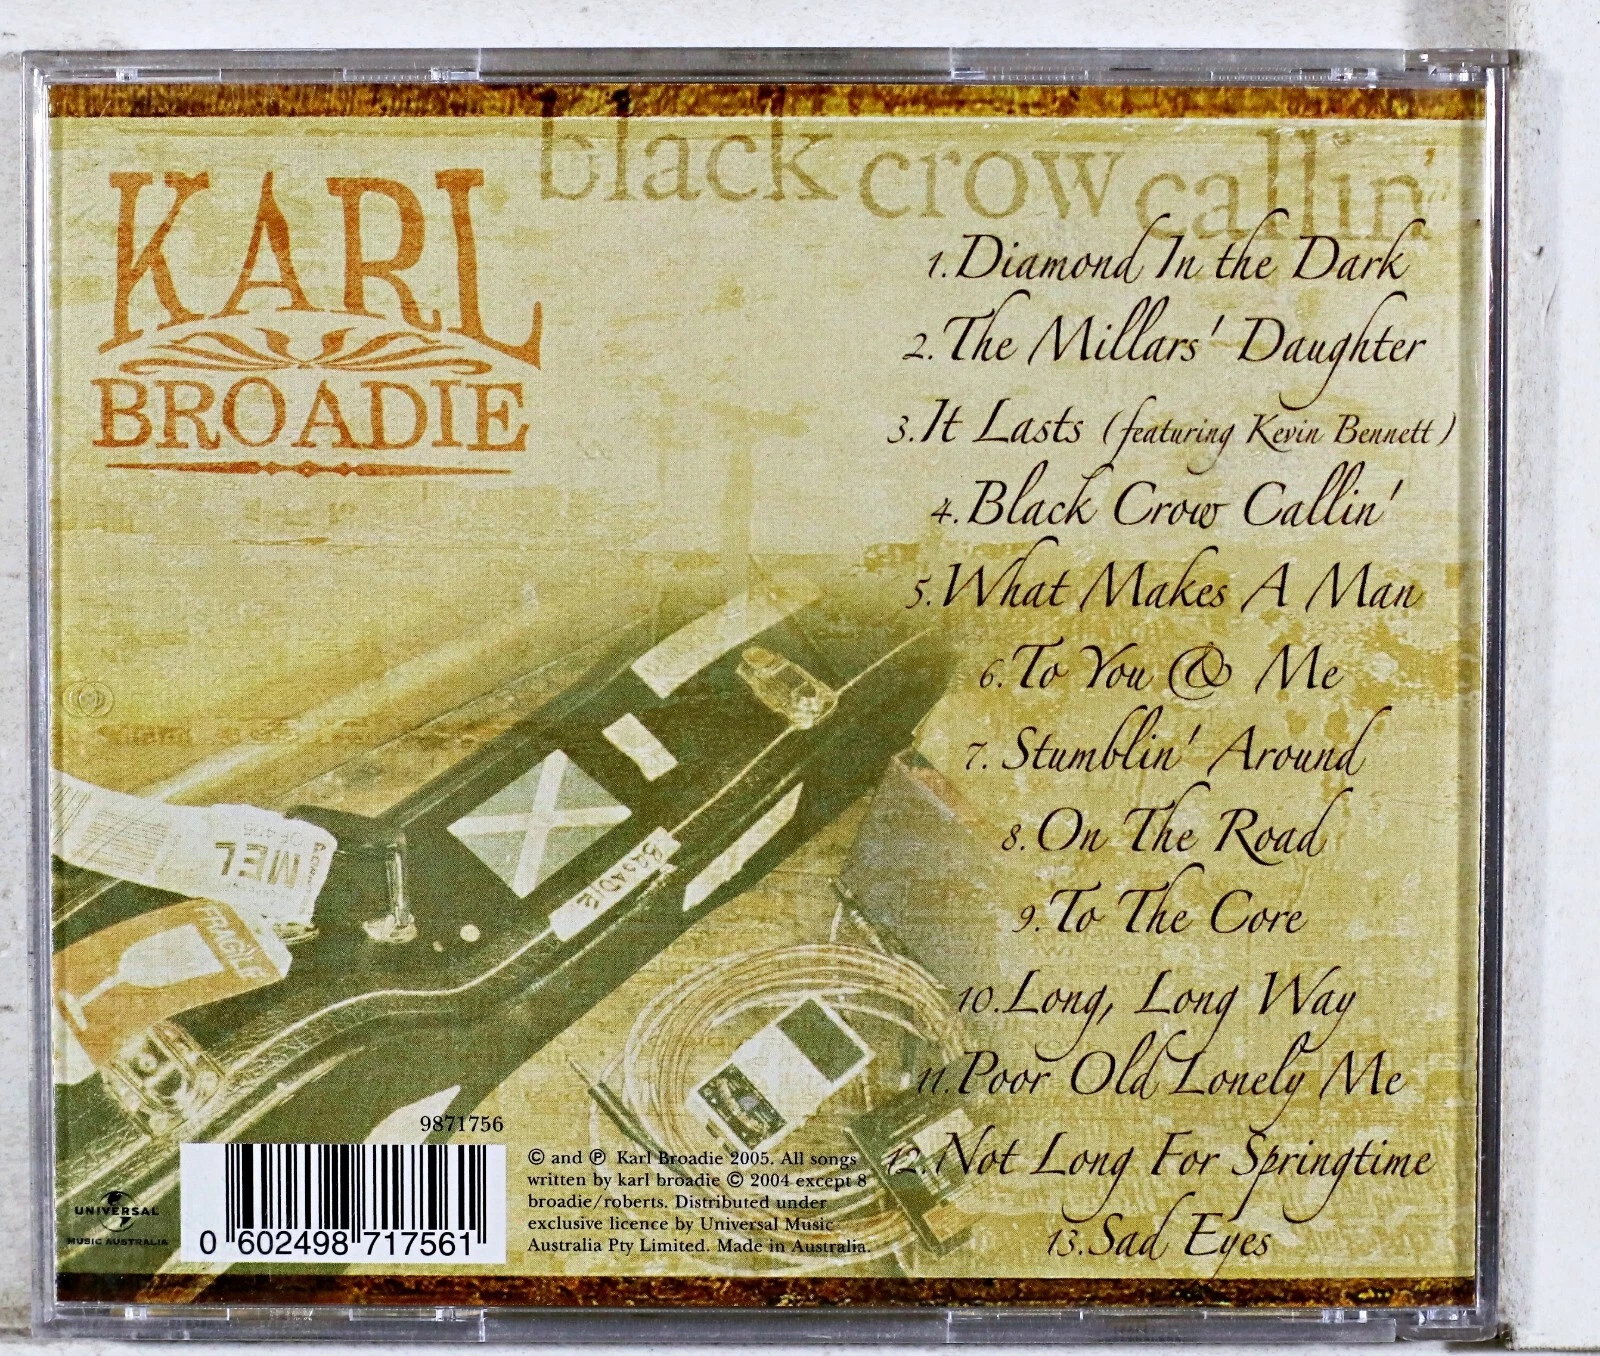 black crow callin'
KARL
BROADIE
1. Diamond In the Dark
2. The Millars' Daughter
3. It Lasts (featuring Kevin Bennett)
4. Black Crow Callin'
5. What Makes A Man
6. To You & Me
7. Stumblin' Around
8. On The Road
9. To The Core
10. Long, Long Way
11. Poor Old Lonely Me
12. Not Long For Springtime
13. Sad Eyes
MEL
FRAGILE
BROADIE
9871756
0 602498 717561
UNIVERSAL
MUSIC AUSTRALIA
© and ℗ Karl Broadie 2005. All songs
written by karl broadie © 2004 except 8
broadie/roberts. Distributed under
exclusive licence by Universal Music
Australia Pty Limited. Made in Australia.